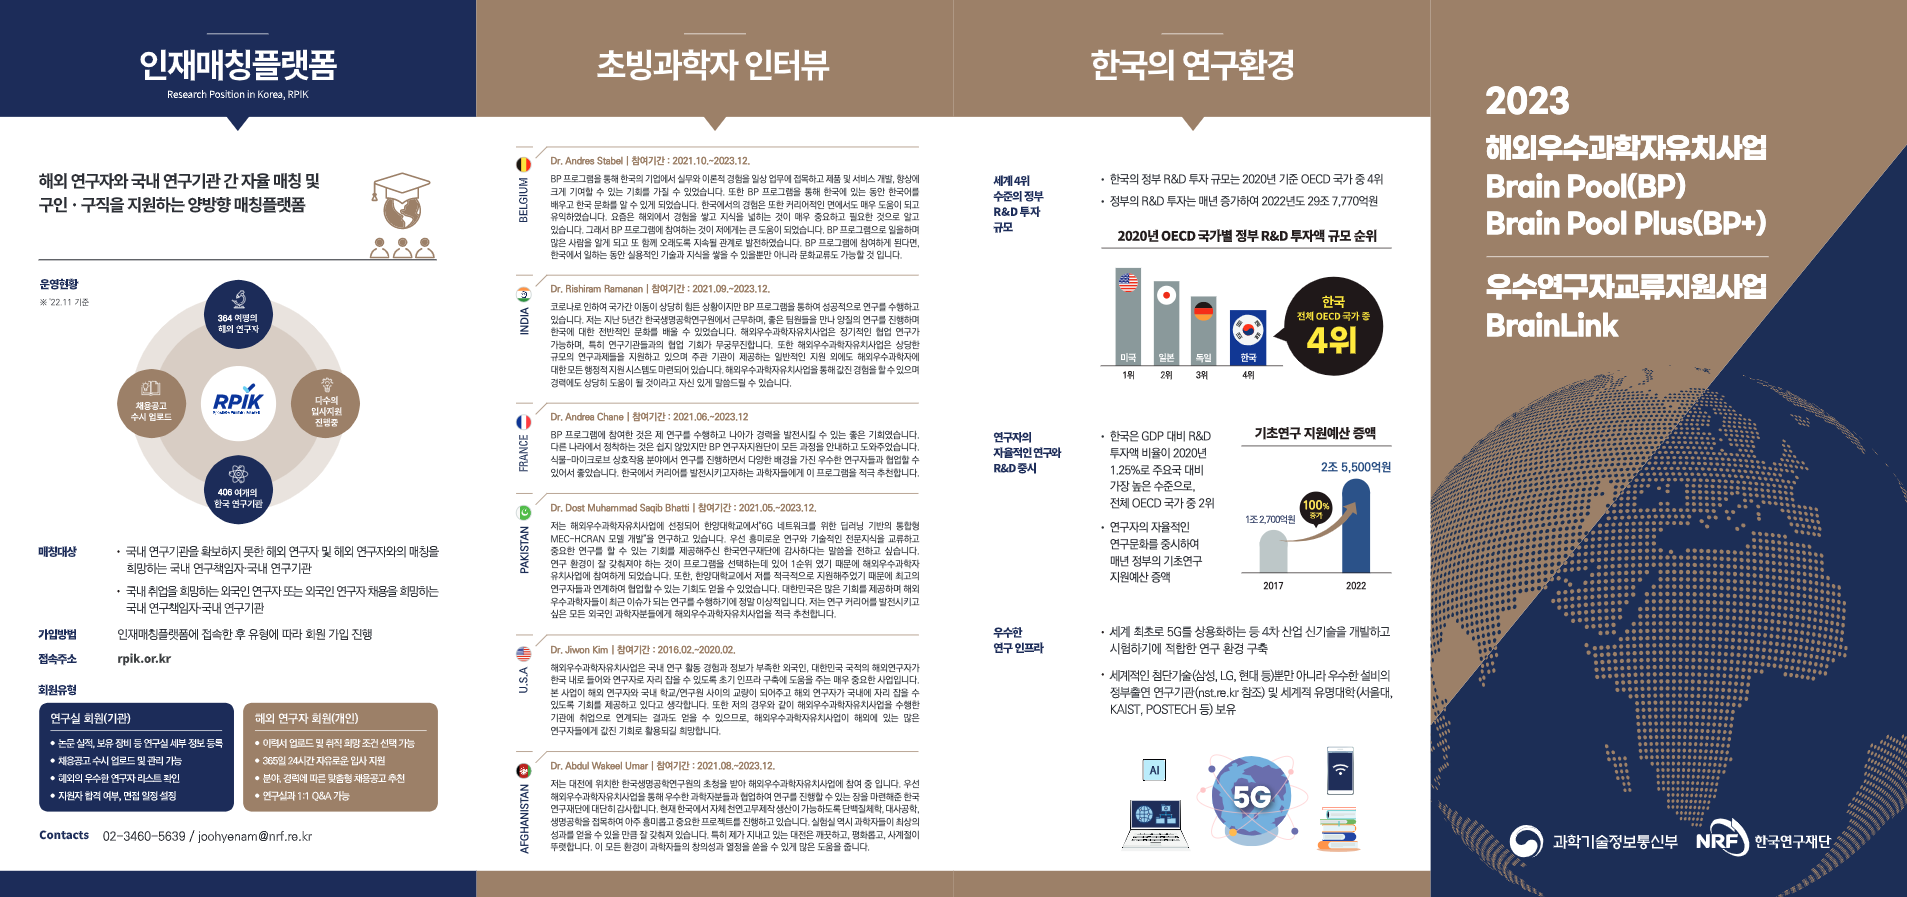 인재매칭플랫폼
Research Position in Korea, RPIK
해외 연구자와 국내 연구기관 간 자율 매칭 및
구인 · 구직을 지원하는 양방향 매칭플랫폼
운영현황
※ '22.11 기준
364 여명의
해외 연구자
채용공고
수시 업로드
RPiK
다수의
입사지원
진행중
406 여개의
한국 연구기관
매칭대상
• 국내 연구기관을 확보하지 못한 해외 연구자 및 해외 연구자와의 매칭을
희망하는 국내 연구책임자·국내 연구기관
• 국내 취업을 희망하는 외국인 연구자 또는 외국인 연구자 채용을 희망하는
국내 연구책임자·국내 연구기관
가입방법
인재매칭플랫폼에 접속한 후 유형에 따라 회원 가입 진행
접속주소
rpik.or.kr
회원유형
연구실 회원(기관)
• 논문 실적, 보유 장비 등 연구실 세부 정보 등록
• 채용공고 수시 업로드 및 관리 가능
• 해외의 우수한 연구자 리스트 확인
• 지원자 합격 여부, 면접 일정 설정
해외 연구자 회원(개인)
• 이력서 업로드 및 취직 희망 조건 선택 가능
• 365일 24시간 자유로운 입사 지원
• 분야, 경력에 따른 맞춤형 채용공고 추천
• 연구실과 1:1 Q&A 가능
Contacts 02-3460-5639 / joohyenam@nrf.re.kr
초빙과학자 인터뷰
BELGIUM
Dr. Andres Stabel | 참여기간 : 2021.10.~2023.12.
BP 프로그램을 통해 한국의 기업에서 실무와 이론적 경험을 일상 업무에 접목하고 제품 및 서비스 개발, 향상에
크게 기여할 수 있는 기회를 가질 수 있었습니다. 또한 BP 프로그램을 통해 한국에 있는 동안 한국어를
배우고 한국 문화를 알 수 있게 되었습니다. 한국에서의 경험은 또한 커리어적인 면에서도 매우 도움이 되고
유익하였습니다. 요즘은 해외에서 경험을 쌓고 지식을 넓히는 것이 매우 중요하고 필요한 것으로 알고
있습니다. 그래서 BP 프로그램에 참여하는 것이 저에게는 큰 도움이 되었습니다. BP 프로그램으로 일을하며
많은 사람을 알게 되고 또 함께 오래도록 지속될 관계로 발전하였습니다. BP 프로그램에 참여하게 된다면,
한국에서 일하는 동안 실용적인 기술과 지식을 쌓을 수 있을뿐만 아니라 문화교류도 가능할 것 입니다.
INDIA
Dr. Rishiram Ramanan | 참여기간 : 2021.09.~2023.12.
코로나로 인하여 국가간 이동이 상당히 힘든 상황이지만 BP 프로그램을 통하여 성공적으로 연구를 수행하고
있습니다. 저는 지난 5년간 한국생명공학연구원에서 근무하며, 좋은 팀원들을 만나 양질의 연구를 진행하며
한국에 대한 전반적인 문화를 배울 수 있었습니다. 해외우수과학자유치사업은 장기적인 협업 연구가
가능하며, 특히 연구기관들과의 협업 기회가 무궁무진합니다. 또한 해외우수과학자유치사업은 상당한
규모의 연구과제들을 지원하고 있으며 주관 기관이 제공하는 일반적인 지원 외에도 해외우수과학자에
대한 모든 행정적 지원 시스템도 마련되어 있습니다. 해외우수과학자유치사업을 통해 값진 경험을 할 수 있으며
경력에도 상당히 도움이 될 것이라고 자신 있게 말씀드릴 수 있습니다.
FRANCE
Dr. Andrea Chane | 참여기간 : 2021.06.~2023.12
BP 프로그램에 참여한 것은 제 연구를 수행하고 나아가 경력을 발전시킬 수 있는 좋은 기회였습니다.
다른 나라에서 정착하는 것은 쉽지 않았지만 BP 연구자지원단이 모든 과정을 안내하고 도와주었습니다.
식물-마이크로브 상호작용 분야에서 연구를 진행하면서 다양한 배경을 가진 우수한 연구자들과 협업할 수
있어서 좋았습니다. 한국에서 커리어를 발전시키고자하는 과학자들에게 이 프로그램을 적극 추천합니다.
PAKISTAN
Dr. Dost Muhammad Saqib Bhatti | 참여기간 : 2021.05.~2023.12.
저는 해외우수과학자유치사업에 선정되어 한양대학교에서"6G 네트워크를 위한 딥러닝 기반의 통합형
MEC-HCRAN 모델 개발"을 연구하고 있습니다. 우선 흥미로운 연구와 기술적인 전문지식을 교류하고
중요한 연구를 할 수 있는 기회를 제공해주신 한국연구재단에 감사하다는 말씀을 전하고 싶습니다.
연구 환경이 잘 갖춰져야 하는 것이 프로그램을 선택하는데 있어 1순위 였기 때문에 해외우수과학자
유치사업에 참여하게 되었습니다. 또한, 한양대학교에서 저를 적극적으로 지원해주었기 때문에 최고의
연구자들과 연계하여 협업할 수 있는 기회도 얻을 수 있었습니다. 대한민국은 많은 기회를 제공하며 해외
우수과학자들이 최근 이슈가 되는 연구를 수행하기에 정말 이상적입니다. 저는 연구 커리어를 발전시키고
싶은 모든 외국인 과학자분들에게 해외우수과학자유치사업을 적극 추천합니다.
U.S.A
Dr. Jiwon Kim | 참여기간 : 2016.02.~2020.02.
해외우수과학자유치사업은 국내 연구 활동 경험과 정보가 부족한 외국인, 대한민국 국적의 해외연구자가
한국 내로 들어와 연구자로 자리 잡을 수 있도록 초기 인프라 구축에 도움을 주는 매우 중요한 사업입니다.
본 사업이 해외 연구자와 국내 학교/연구원 사이의 교량이 되어주고 해외 연구자가 국내에 자리 잡을 수
있도록 기회를 제공하고 있다고 생각합니다. 또한 저의 경우와 같이 해외우수과학자유치사업을 수행한
기관에 취업으로 연계되는 결과도 얻을 수 있으므로, 해외우수과학자유치사업이 해외에 있는 많은
연구자들에게 값진 기회로 활용되길 희망합니다.
AFGHANISTAN
Dr. Abdul Wakeel Umar | 참여기간 : 2021.08.~2023.12.
저는 대전에 위치한 한국생명공학연구원의 초청을 받아 해외우수과학자유치사업에 참여 중 입니다. 우선
해외우수과학자유치사업을 통해 우수한 과학자분들과 협업하여 연구를 진행할 수 있는 장을 마련해준 한국
연구재단에 대단히 감사합니다. 현재 한국에서 자체 천연고무제작 생산이 가능하도록 단백질체학, 대사공학,
생명공학을 접목하여 아주 흥미롭고 중요한 프로젝트를 진행하고 있습니다. 실험실 역시 과학자들이 최상의
성과를 얻을 수 있을 만큼 잘 갖춰져 있습니다. 특히 제가 지내고 있는 대전은 깨끗하고, 평화롭고, 사계절이
뚜렷합니다. 이 모든 환경이 과학자들의 창의성과 열정을 쏟을 수 있게 많은 도움을 줍니다.
한국의 연구환경
세계 4위
수준의 정부
R&D 투자
규모
• 한국의 정부 R&D 투자 규모는 2020년 기준 OECD 국가 중 4위
• 정부의 R&D 투자는 매년 증가하여 2022년도 29조 7,770억원
2020년 OECD 국가별 정부 R&D 투자액 규모 순위
미국
일본
독일
한국
1위
2위
3위
4위
한국
전체 OECD 국가 중
4위
연구자의
자율적인 연구와
R&D 중시
• 한국은 GDP 대비 R&D
투자액 비율이 2020년
1.25%로 주요국 대비
가장 높은 수준으로,
전체 OECD 국가 중 2위
• 연구자의 자율적인
연구문화를 중시하여
매년 정부의 기초연구
지원예산 증액
기초연구 지원예산 증액
2조 5,500억원
1조 2,700억원
100%
증가
2017
2022
우수한
연구 인프라
• 세계 최초로 5G를 상용화하는 등 4차 산업 신기술을 개발하고
시험하기에 적합한 연구 환경 구축
• 세계적인 첨단기술(삼성, LG, 현대 등)뿐만 아니라 우수한 설비의
정부출연 연구기관(nst.re.kr 참조) 및 세계적 유명대학(서울대,
KAIST, POSTECH 등) 보유
AI
5G
2023
해외우수과학자유치사업
Brain Pool(BP)
Brain Pool Plus(BP+)
우수연구자교류지원사업
BrainLink
과학기술정보통신부
NRF 한국연구재단